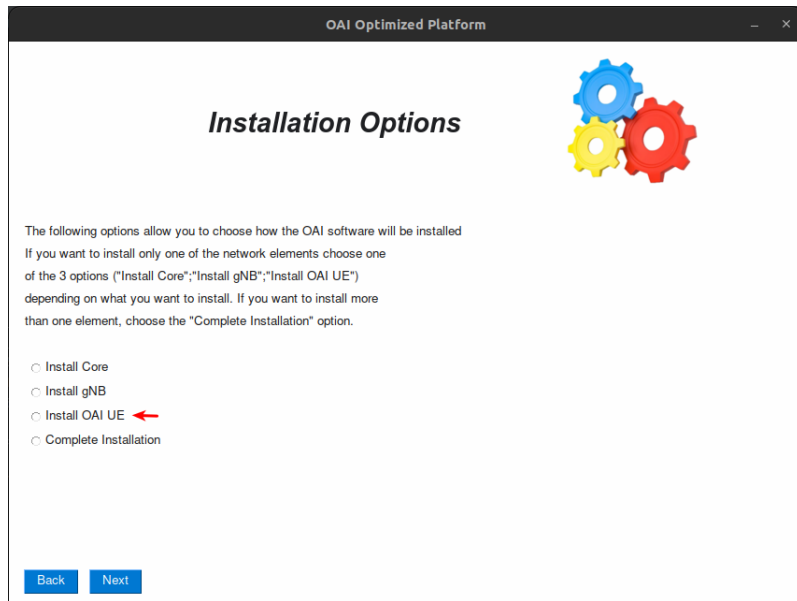 OAI Optimized Platform
Installation Options
The following options allow you to choose how the OAI software will be installed
If you want to install only one of the network elements choose one
of the 3 options ("Install Core";"Install gNB";"Install OAI UE")
depending on what you want to install. If you want to install more
than one element, choose the "Complete Installation" option.
Install Core
Install gNB
Install OAI UE
Complete Installation
Back Next